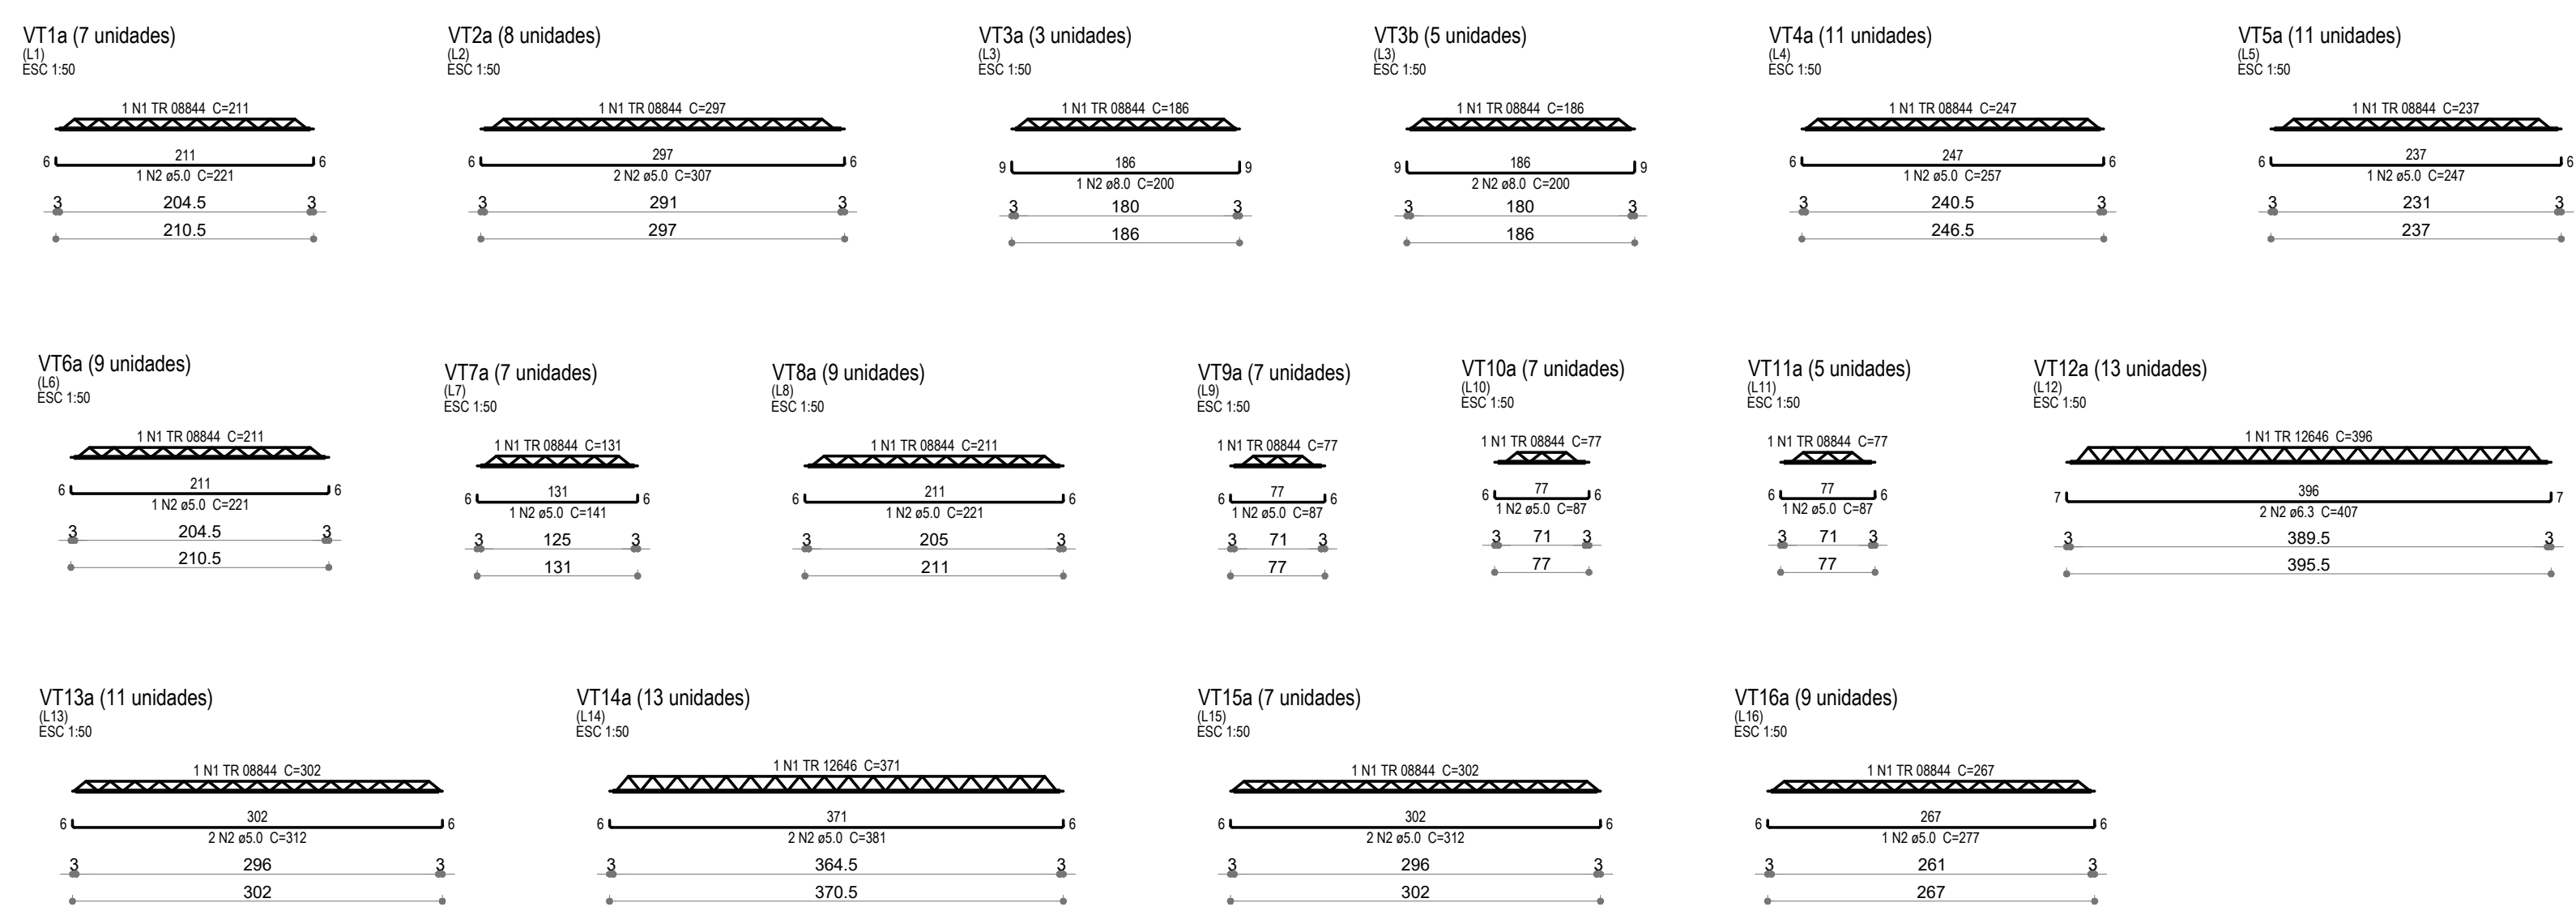 VT1a (7 unidades)
(L1)
ESC 1:50
1 N1 TR 08844 C=211
6 211 6
1 N2 ø5.0 C=221
3 204.5 3
210.5
VT2a (8 unidades)
(L2)
ESC 1:50
1 N1 TR 08844 C=297
6 297 6
2 N2 ø5.0 C=307
3 291 3
297
VT3a (3 unidades)
(L3)
ESC 1:50
1 N1 TR 08844 C=186
9 186 9
1 N2 ø8.0 C=200
3 180 3
186
VT3b (5 unidades)
(L3)
ESC 1:50
1 N1 TR 08844 C=186
9 186 9
2 N2 ø8.0 C=200
3 180 3
186
VT4a (11 unidades)
(L4)
ESC 1:50
1 N1 TR 08844 C=247
6 247 6
1 N2 ø5.0 C=257
3 240.5 3
246.5
VT5a (11 unidades)
(L5)
ESC 1:50
1 N1 TR 08844 C=237
6 237 6
1 N2 ø5.0 C=247
3 231 3
237
VT6a (9 unidades)
(L6)
ESC 1:50
1 N1 TR 08844 C=211
6 211 6
1 N2 ø5.0 C=221
3 204.5 3
210.5
VT7a (7 unidades)
(L7)
ESC 1:50
1 N1 TR 08844 C=131
6 131 6
1 N2 ø5.0 C=141
3 125 3
131
VT8a (9 unidades)
(L8)
ESC 1:50
1 N1 TR 08844 C=211
6 211 6
1 N2 ø5.0 C=221
3 205 3
211
VT9a (7 unidades)
(L9)
ESC 1:50
1 N1 TR 08844 C=77
6 77 6
1 N2 ø5.0 C=87
3 71 3
77
VT10a (7 unidades)
(L10)
ESC 1:50
1 N1 TR 08844 C=77
6 77 6
1 N2 ø5.0 C=87
3 71 3
77
VT11a (5 unidades)
(L11)
ESC 1:50
1 N1 TR 08844 C=77
6 77 6
1 N2 ø5.0 C=87
3 71 3
77
VT12a (13 unidades)
(L12)
ESC 1:50
1 N1 TR 12646 C=396
7 396 7
2 N2 ø6.3 C=407
3 389.5 3
395.5
VT13a (11 unidades)
(L13)
ESC 1:50
1 N1 TR 08844 C=302
6 302 6
2 N2 ø5.0 C=312
3 296 3
302
VT14a (13 unidades)
(L14)
ESC 1:50
1 N1 TR 12646 C=371
6 371 6
2 N2 ø5.0 C=381
3 364.5 3
370.5
VT15a (7 unidades)
(L15)
ESC 1:50
1 N1 TR 08844 C=302
6 302 6
2 N2 ø5.0 C=312
3 296 3
302
VT16a (9 unidades)
(L16)
ESC 1:50
1 N1 TR 08844 C=267
6 267 6
1 N2 ø5.0 C=277
3 261 3
267